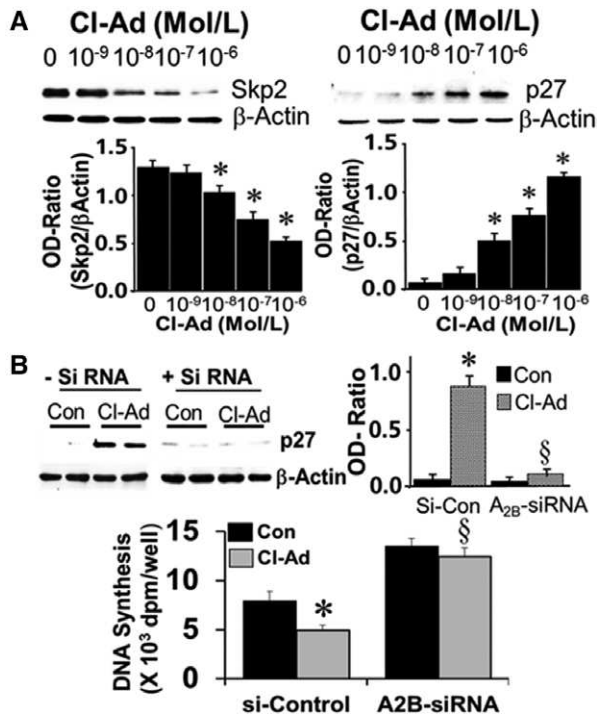 A
Cl-Ad (Mol/L)
0 10-9 10-8 10-7 10-6
Skp2
β-Actin
OD-Ratio
(Skp2/βActin)
1.5
1.0
0.5
0.0
* * *
0 10-9 10-8 10-7 10-6
Cl-Ad (Mol/L)
Cl-Ad (Mol/L)
0 10-9 10-8 10-7 10-6
p27
β-Actin
OD-Ratio
(p27/βActin)
1.5
1.0
0.5
0.0
* * *
0 10-9 10-8 10-7 10-6
Cl-Ad (Mol/L)
B
- Si RNA + Si RNA
Con Cl-Ad Con Cl-Ad
p27
β-Actin
OD- Ratio
1.0
0.5
0.0
*
§
Con
Cl-Ad
Si-Con A2B-siRNA
DNA Synthesis
(X 103 dpm/well)
15
10
5
0
Con
Cl-Ad
*
§
si-Control A2B-siRNA